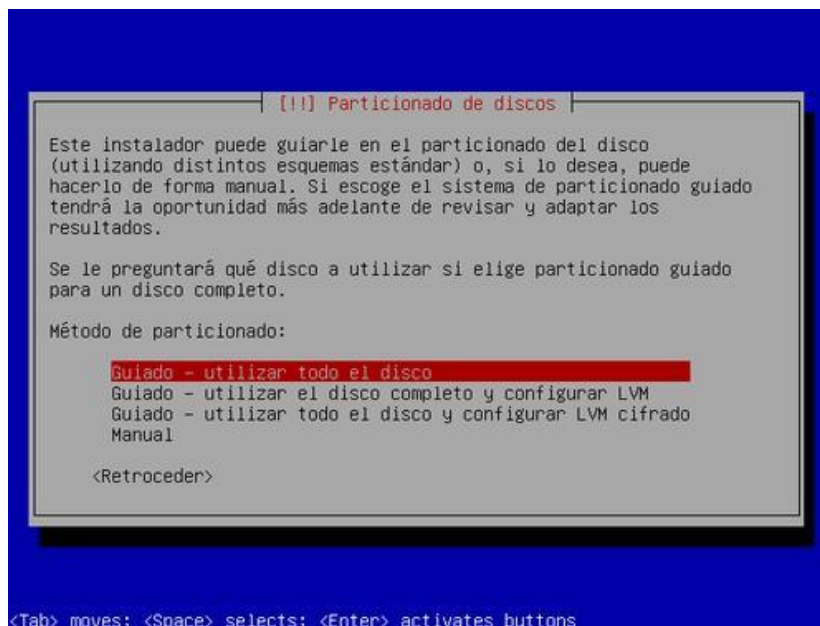 [!!] Particionado de discos
Este instalador puede guiarle en el particionado del disco
(utilizando distintos esquemas estándar) o, si lo desea, puede
hacerlo de forma manual. Si escoge el sistema de particionado guiado
tendrá la oportunidad más adelante de revisar y adaptar los
resultados.
Se le preguntará qué disco a utilizar si elige particionado guiado
para un disco completo.
Método de particionado:
Guiado - utilizar todo el disco
Guiado - utilizar el disco completo y configurar LVM
Guiado - utilizar todo el disco y configurar LVM cifrado
Manual
<Retroceder>
<Tab> moves; <Space> selects; <Enter> activates buttons